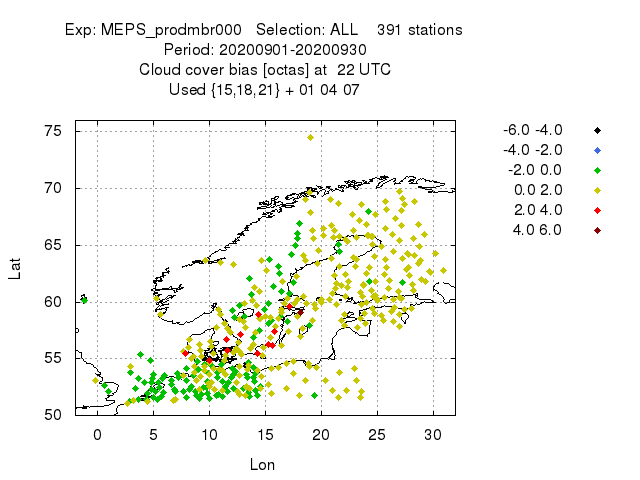 Exp: MEPS_prodmbr000 Selection: ALL 391 stations
Period: 20200901-20200930
Cloud cover bias [octas] at 22 UTC
Used {15,18,21} + 01 04 07
-6.0 -4.0
-4.0 -2.0
-2.0 0.0
0.0 2.0
2.0 4.0
4.0 6.0
75
70
65
60
55
50
Lat
0 5 10 15 20 25 30
Lon